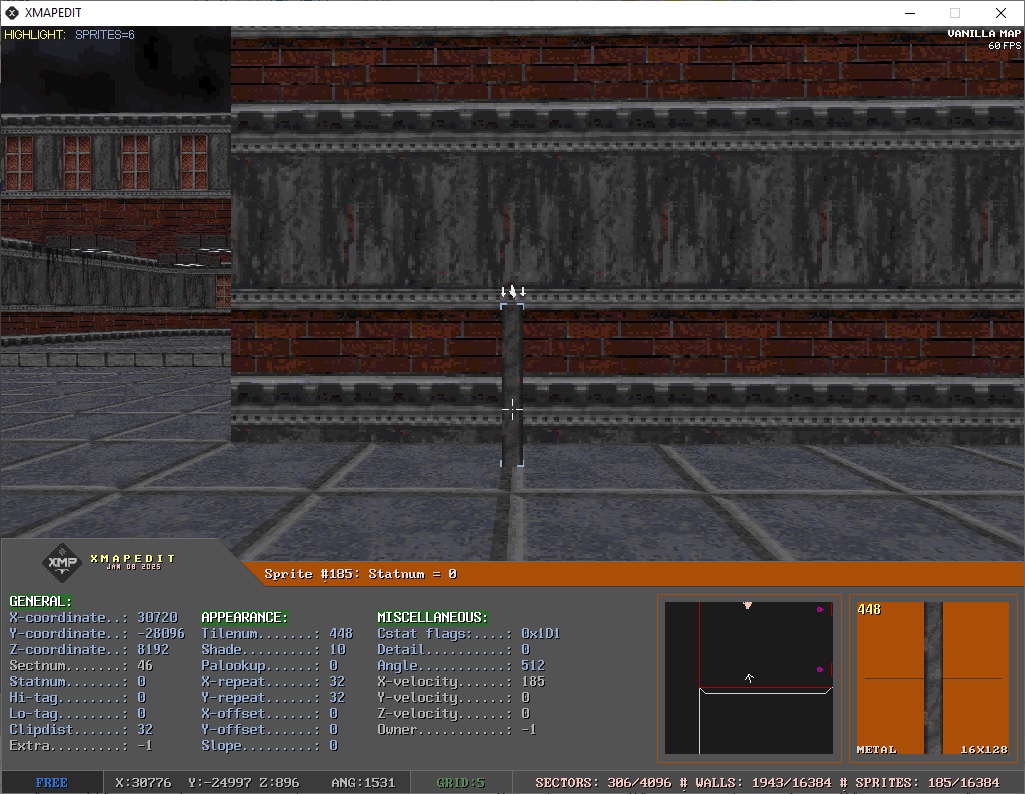 XMAPEDIT
HIGHLIGHT: SPRITES=6
VANILLA MAP
60 FPS
XMP
XMAPEDIT
JAN 08 2025
Sprite #185: Statnum = 0
GENERAL:
X-coordinate..: 30720
Y-coordinate..: -28096
Z-coordinate..: 8192
Sectnum.......: 46
Statnum.......: 0
Hi-tag........: 0
Lo-tag........: 0
Clipdist......: 32
Extra.........: -1
APPEARANCE:
Tilenum.......: 448
Shade.........: 10
Palookup......: 0
X-repeat......: 32
Y-repeat......: 32
X-offset......: 0
Y-offset......: 0
Slope.........: 0
MISCELLANEOUS:
Cstat flags:....: 0x1D1
Detail..........: 0
Angle...........: 512
X-velocity......: 185
Y-velocity......: 0
Z-velocity......: 0
Owner...........: -1
448
METAL 16X128
FREE X:30776 Y:-24997 Z:896 ANG:1531 GRID:5 SECTORS: 306/4096 # WALLS: 1943/16384 # SPRITES: 185/16384